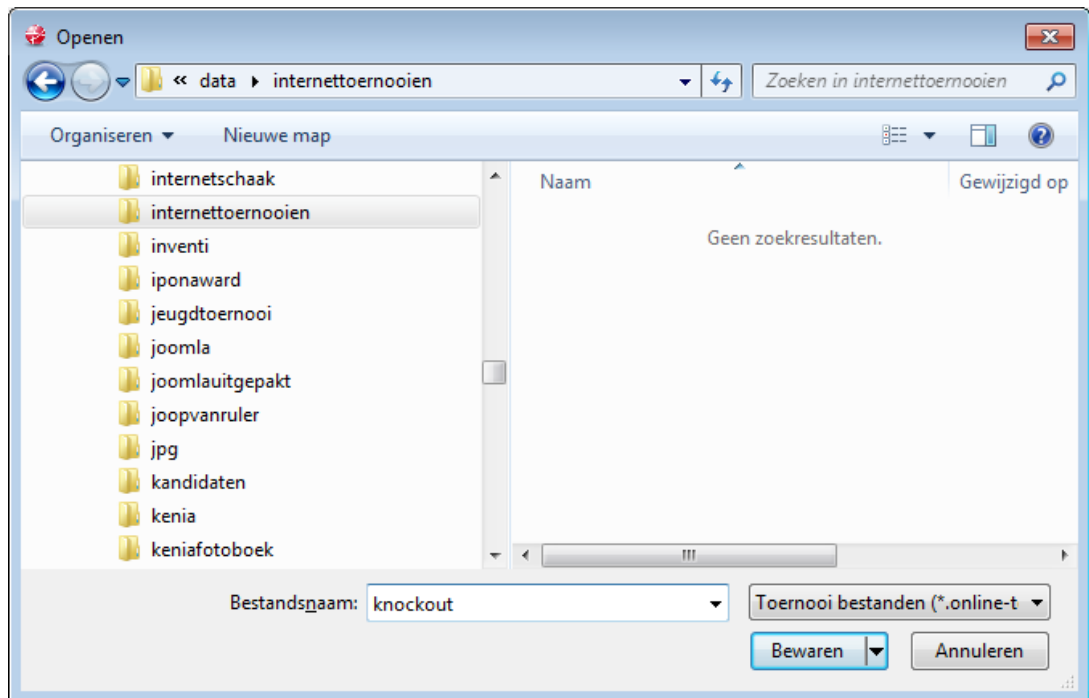 Openen
« data internettoernooien
Zoeken in internettoernooien
Organiseren Nieuwe map
Naam Gewijzigd op
Geen zoekresultaten.
internetschaak
internettoernooien
inventi
iponaward
jeugdtoernooi
joomla
joomlauitgepakt
joopvanruler
jpg
kandidaten
kenia
keniafotoboek
Bestandsnaam: knockout
Toernooi bestanden (*.online-t
Bewaren Annuleren